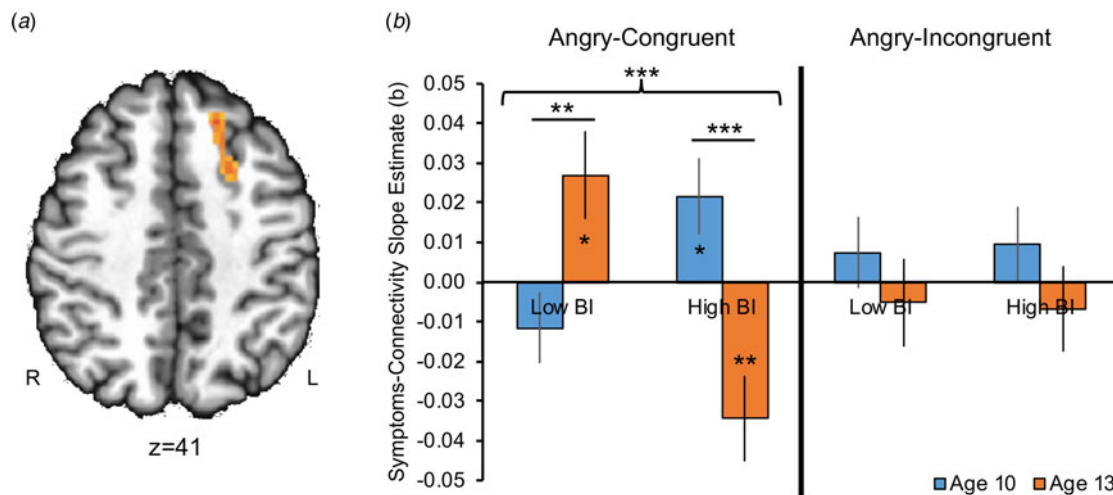 (a)
R
L
z=41
(b)
Angry-Congruent
Angry-Incongruent
Symptoms-Connectivity Slope Estimate (b)
0.05
0.04
0.03
0.02
0.01
0.00
-0.01
-0.02
-0.03
-0.04
-0.05
***
**
***
*
*
**
Low BI
High BI
Low BI
High BI
Age 10
Age 13